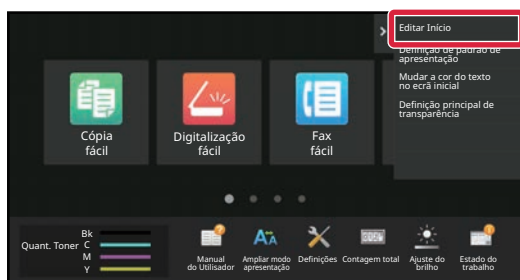 Editar Início
Definição de padrão de
apresentação
Mudar a cor do texto
no ecrã inicial
Definição principal de
transparência
Cópia
fácil
Digitalização
fácil
Fax
fácil
Quant. Toner
Bk
C
M
Y
Manual
do Utilisador
Ampliar modo
apresentação
Definições
Contagem total
Ajuste do
brilho
Estado do
trabalho